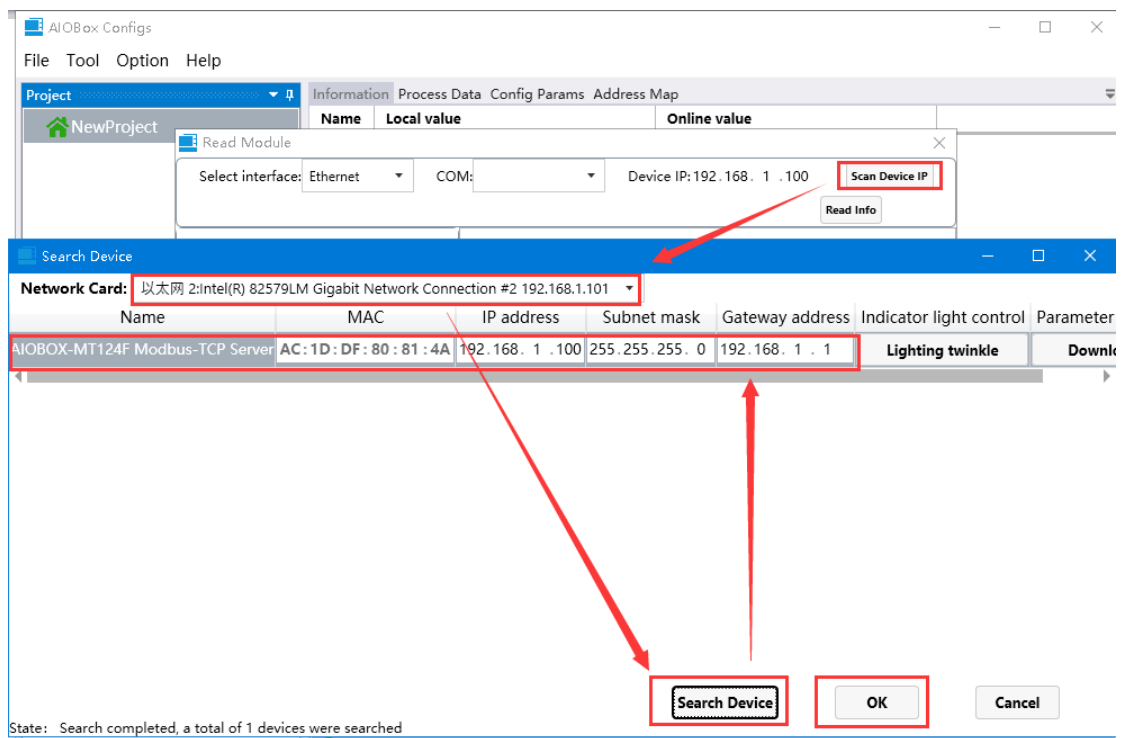 AIOBox Configs
File Tool Option Help
Project
Information Process Data Config Params Address Map
NewProject
Name Local value Online value
Read Module
Select interface: Ethernet COM: Device IP: 192.168. 1 .100 Scan Device IP
Read Info
Search Device
Network Card: 以太网 2:Intel(R) 82579LM Gigabit Network Connection #2 192.168.1.101
Name MAC IP address Subnet mask Gateway address Indicator light control Parameter
AIOBOX-MT124F Modbus-TCP Server AC:1D:DF:80:81:4A 192.168. 1 .100 255.255.255. 0 192.168. 1 . 1 Lighting twinkle Downlo
Search Device OK Cancel
State: Search completed, a total of 1 devices were searched